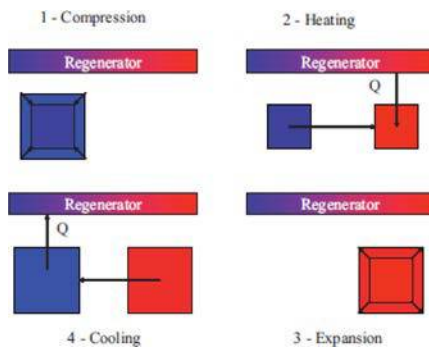 1 - Compression
2 - Heating
Regenerator
Regenerator
Q
Regenerator
Regenerator
Q
4 - Cooling
3 - Expansion